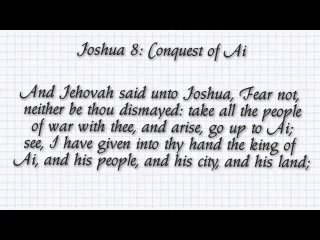 Joshua 8: Conquest of Ai
And Jehovah said unto Joshua, Fear not,
neither be thou dismayed: take all the people
of war with thee, and arise, go up to Ai;
see, I have given into thy hand the king of
Ai, and his people, and his city, and his land;